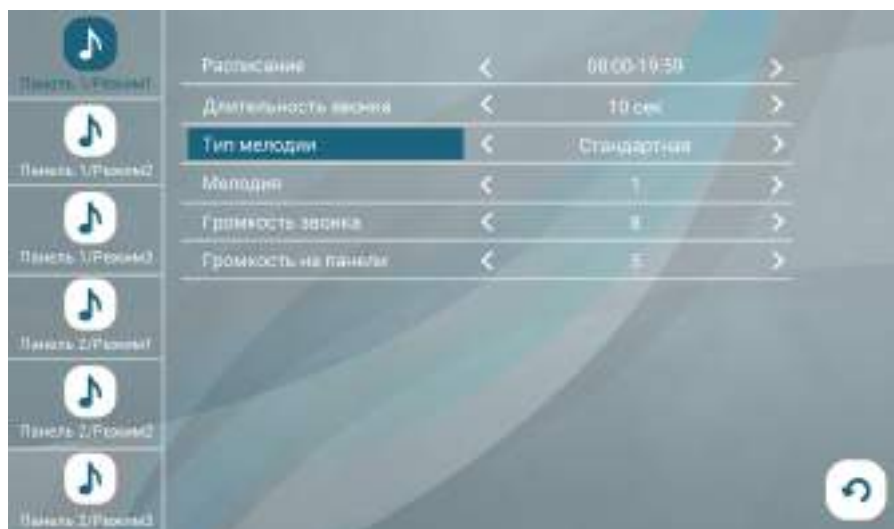 Панель 1/Режим1
Панель 1/Режим2
Панель 1/Режим3
Панель 2/Режим1
Панель 2/Режим2
Панель 2/Режим3
Расписание 08:00-19:59
Длительность звонка 10 сек
Тип мелодии Стандартная
Мелодия 1
Громкость звонка 8
Громкость на панели 5